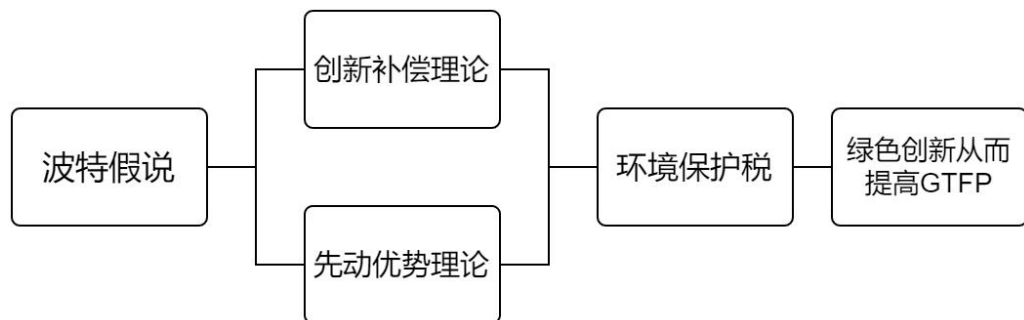 波特假说
创新补偿理论
先动优势理论
环境保护税
绿色创新从而
提高GTFP